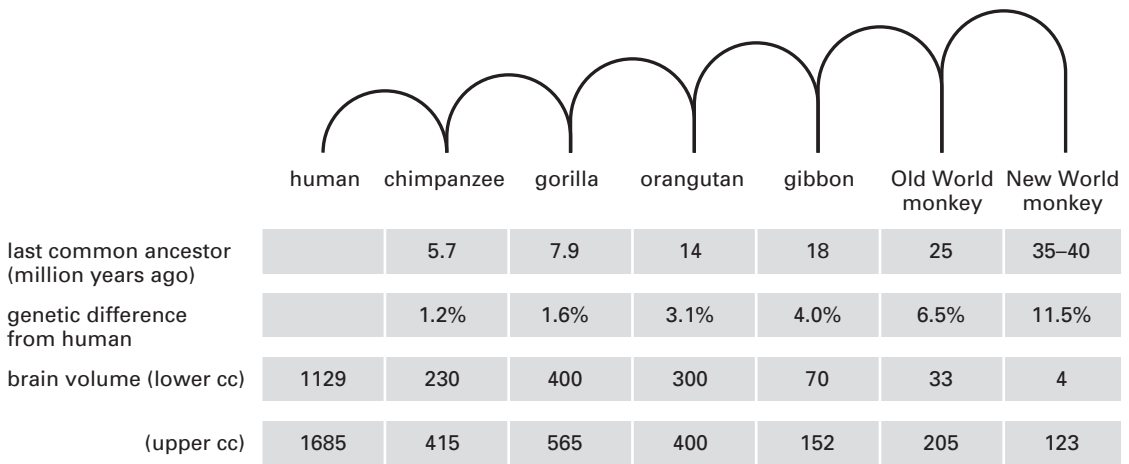 human chimpanzee gorilla orangutan gibbon Old World New World
monkey monkey
last common ancestor 5.7 7.9 14 18 25 35–40
(million years ago)
genetic difference 1.2% 1.6% 3.1% 4.0% 6.5% 11.5%
from human
brain volume (lower cc) 1129 230 400 300 70 33 4
(upper cc) 1685 415 565 400 152 205 123